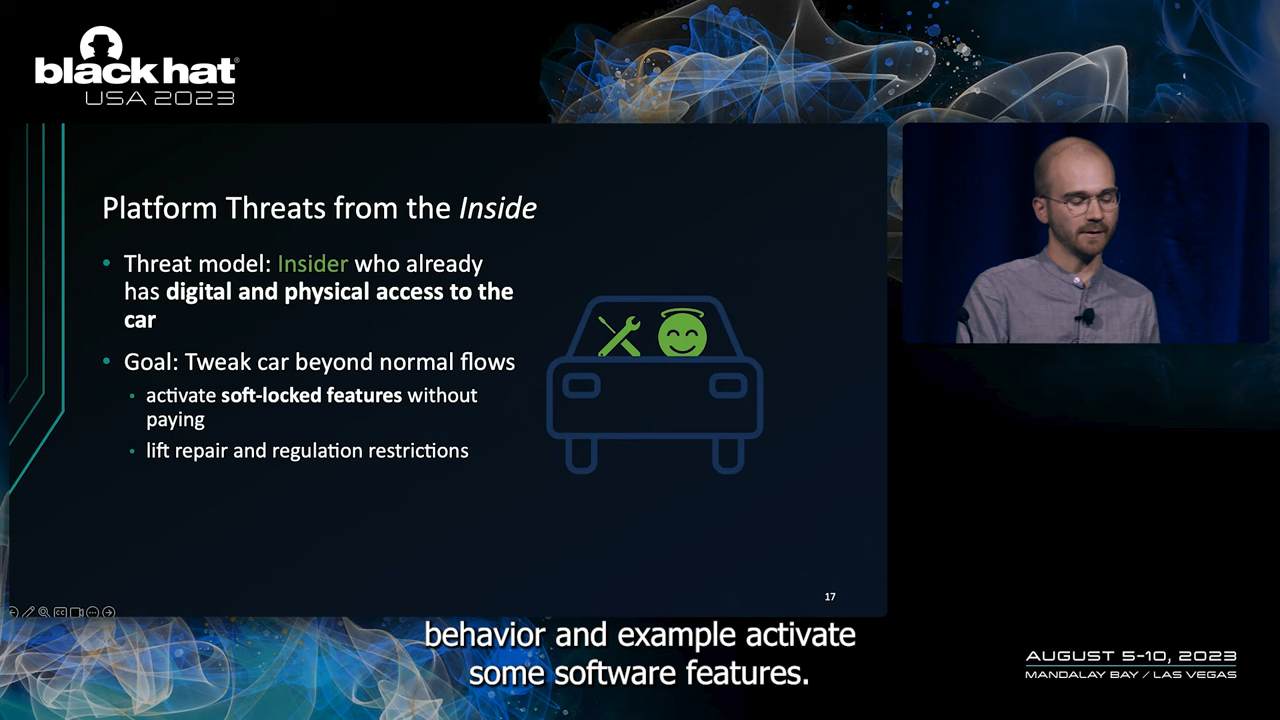 blackhat®
USA 2023
Platform Threats from the Inside
• Threat model: Insider who already
has digital and physical access to the
car
• Goal: Tweak car beyond normal flows
• activate soft-locked features without
paying
• lift repair and regulation restrictions
17
CC
behavior and example activate
some software features.
AUGUST 5-10, 2023
MANDALAY BAY / LAS VEGAS